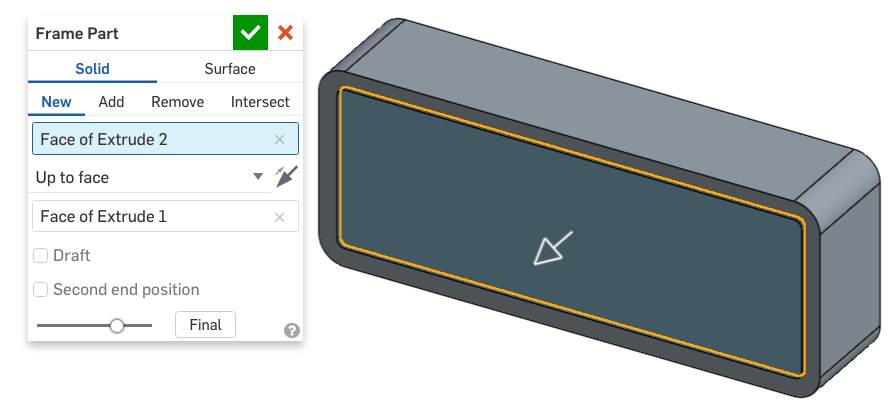 Frame Part
Solid Surface
New Add Remove Intersect
Face of Extrude 2
Up to face
Face of Extrude 1
Draft
Second end position
Final
?